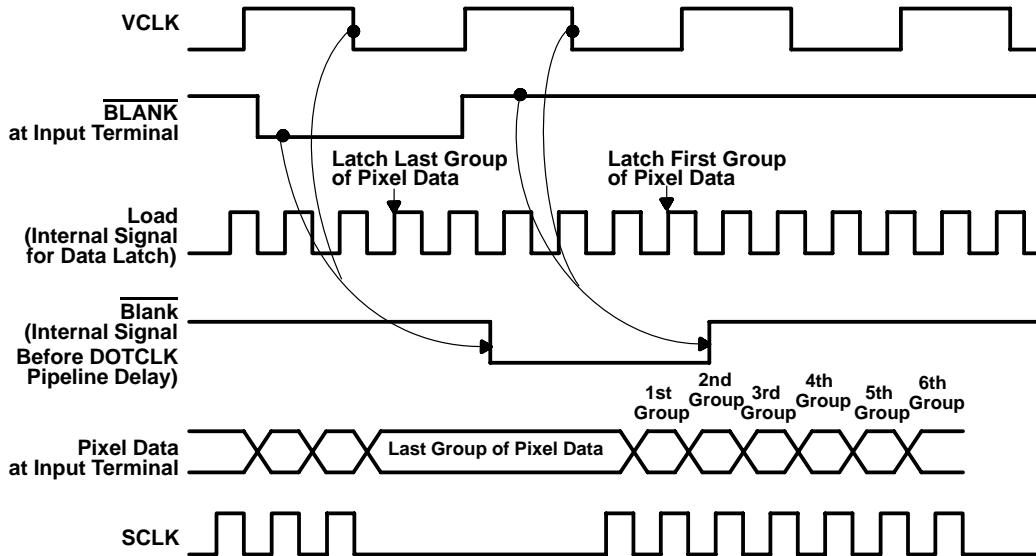 VCLK
BLANK
at Input Terminal
Latch Last Group
of Pixel Data
Latch First Group
of Pixel Data
Load
(Internal Signal
for Data Latch)
Blank
(Internal Signal
Before DOTCLK
Pipeline Delay)
1st
Group
2nd
Group
3rd
Group
4th
Group
5th
Group
6th
Group
Pixel Data
at Input Terminal
Last Group of Pixel Data
SCLK